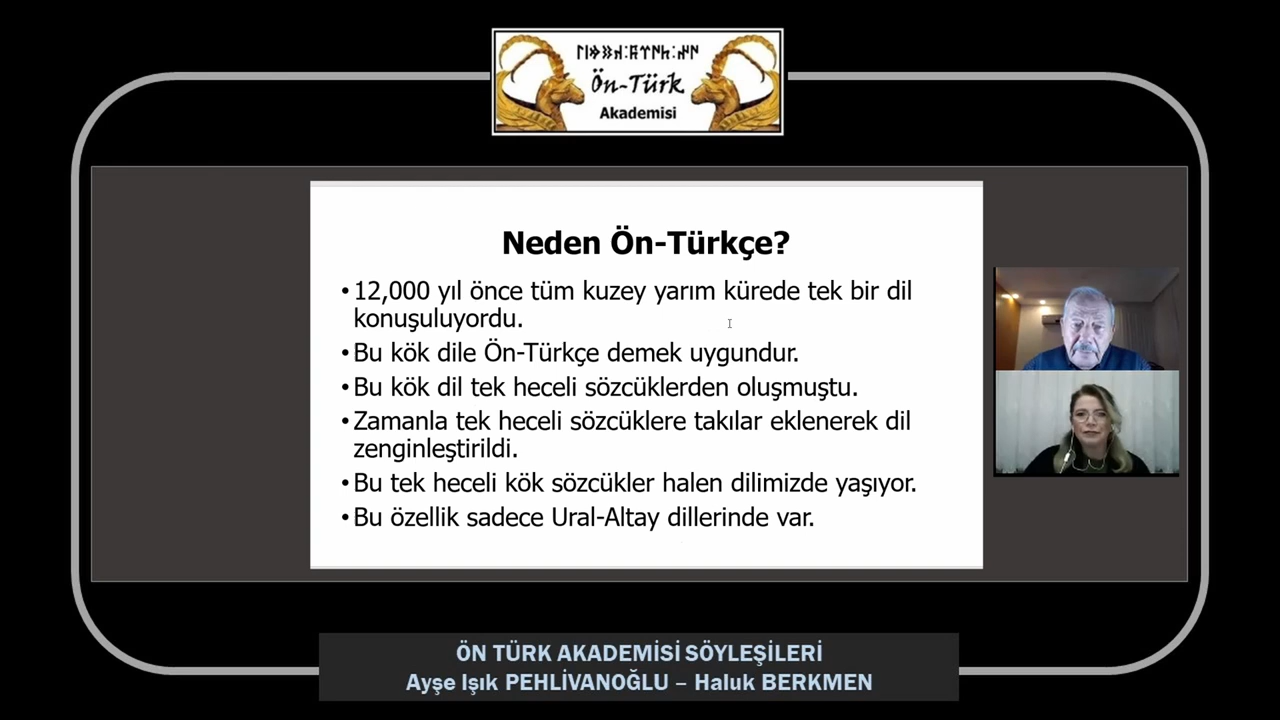 Ön-Türk
Akademisi
Neden Ön-Türkçe?
• 12,000 yıl önce tüm kuzey yarım kürede tek bir dil
konuşuluyordu.
• Bu kök dile Ön-Türkçe demek uygundur.
• Bu kök dil tek heceli sözcüklerden oluşmuştu.
• Zamanla tek heceli sözcüklere takılar eklenerek dil
zenginleştirildi.
• Bu tek heceli kök sözcükler halen dilimizde yaşıyor.
• Bu özellik sadece Ural-Altay dillerinde var.
ÖN TÜRK AKADEMİSİ SÖYLEŞİLERİ
Ayşe Işık PEHLİVANOĞLU – Haluk BERKMEN